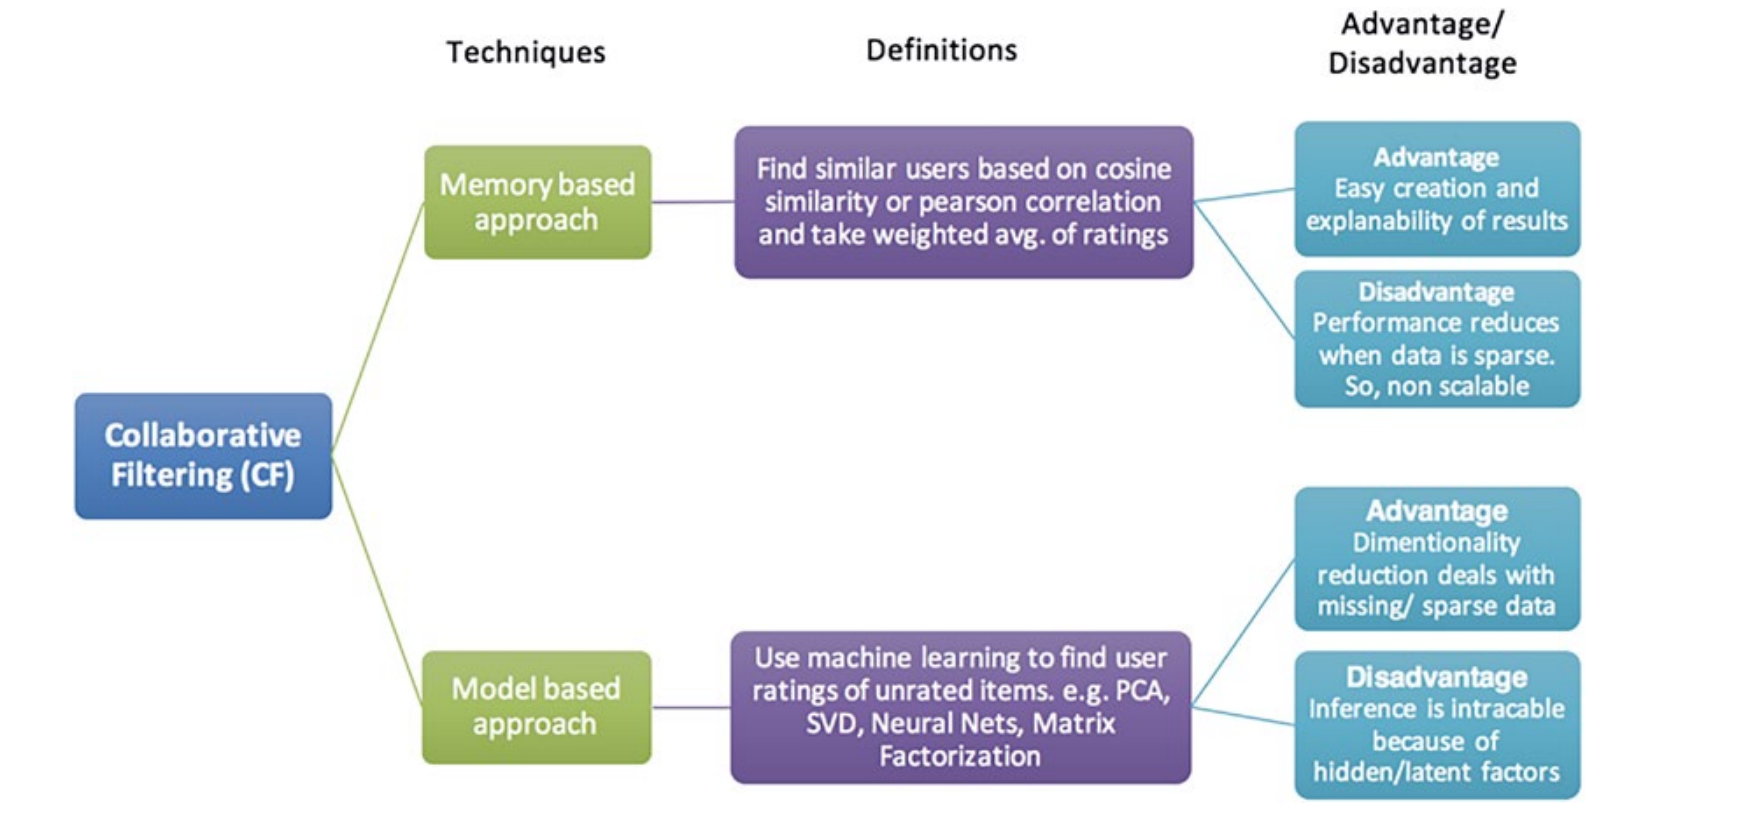 Techniques
Definitions
Advantage/
Disadvantage
Collaborative
Filtering (CF)
Memory based
approach
Find similar users based on cosine
similarity or pearson correlation
and take weighted avg. of ratings
Advantage
Easy creation and
explanability of results
Disadvantage
Performance reduces
when data is sparse.
So, non scalable
Model based
approach
Use machine learning to find user
ratings of unrated items. e.g. PCA,
SVD, Neural Nets, Matrix
Factorization
Advantage
Dimentionality
reduction deals with
missing/ sparse data
Disadvantage
Inference is intracable
because of
hidden/latent factors